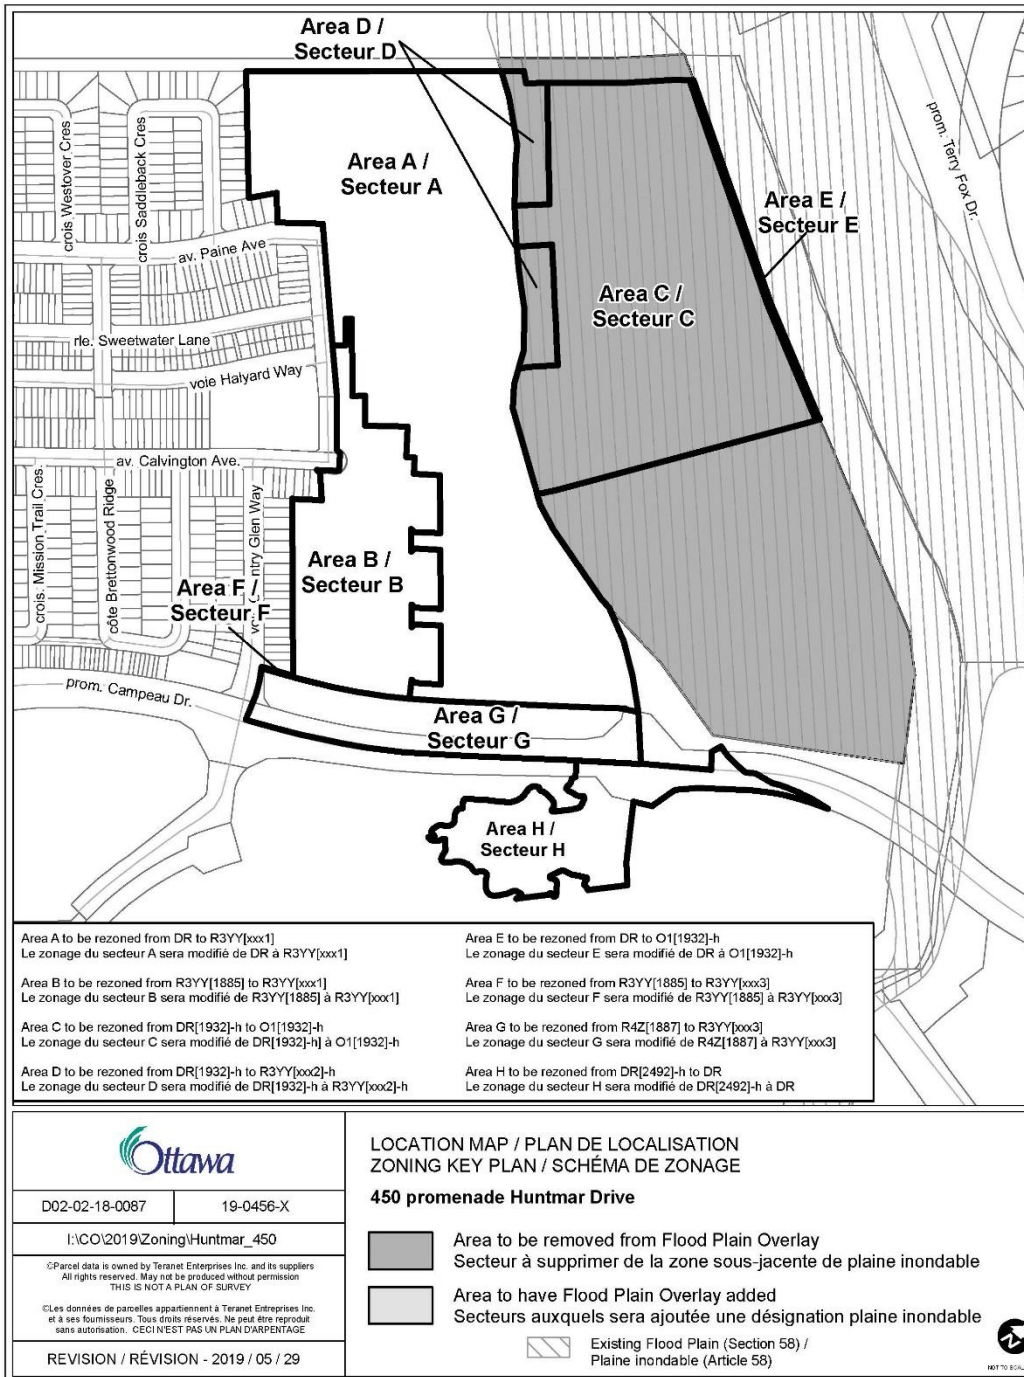 Area D /
Secteur D
Area A /
Secteur A
Area E /
Secteur E
Area C /
Secteur C
prom. Terry Fox Dr.
crois Westover Cres
crois Saddleback Cres
av. Paine Ave
rle. Sweetwater Lane
voie Halyard Way
av. Calvington Ave.
crois. Mission Trail Cres.
côte Brettonwood Ridge
ntry Glen Way
Area B /
Secteur B
Area F /
Secteur F
prom. Campeau Dr.
Area G /
Secteur G
Area H /
Secteur H
Area A to be rezoned from DR to R3YY[xxx1]
Le zonage du secteur A sera modifié de DR à R3YY[xxx1]
Area B to be rezoned from R3YY[1885] to R3YY[xxx1]
Le zonage du secteur B sera modifié de R3YY[1885] à R3YY[xxx1]
Area C to be rezoned from DR[1932]-h to O1[1932]-h
Le zonage du secteur C sera modifié de DR[1932]-h] à O1[1932]-h
Area D to be rezoned from DR[1932]-h to R3YY[xxx2]-h
Le zonage du secteur D sera modifié de DR[1932]-h à R3YY[xxx2]-h
Area E to be rezoned from DR to O1[1932]-h
Le zonage du secteur E sera modifié de DR à O1[1932]-h
Area F to be rezoned from R3YY[1885] to R3YY[xxx3]
Le zonage du secteur F sera modifié de R3YY[1885] à R3YY[xxx3]
Area G to be rezoned from R4Z[1887] to R3YY[xxx3]
Le zonage du secteur G sera modifié de R4Z[1887] à R3YY[xxx3]
Area H to be rezoned from DR[2492]-h to DR
Le zonage du secteur H sera modifié de DR[2492]-h à DR
Ottawa
D02-02-18-0087
19-0456-X
I:\CO\2019\Zoning\Huntmar_450
©Parcel data is owned by Teranet Enterprises Inc. and its suppliers
All rights reserved. May not be produced without permission
THIS IS NOT A PLAN OF SURVEY
©Les données de parcelles appartiennent à Teranet Entreprises Inc.
et à ses fournisseurs. Tous droits réservés. Ne peut être reproduit
sans autorisation. CECI N'EST PAS UN PLAN D'ARPENTAGE
REVISION / RÉVISION - 2019 / 05 / 29
LOCATION MAP / PLAN DE LOCALISATION
ZONING KEY PLAN / SCHÉMA DE ZONAGE
450 promenade Huntmar Drive
Area to be removed from Flood Plain Overlay
Secteur à supprimer de la zone sous-jacente de plaine inondable
Area to have Flood Plain Overlay added
Secteurs auxquels sera ajoutée une désignation plaine inondable
Existing Flood Plain (Section 58) /
Plaine inondable (Article 58)
N